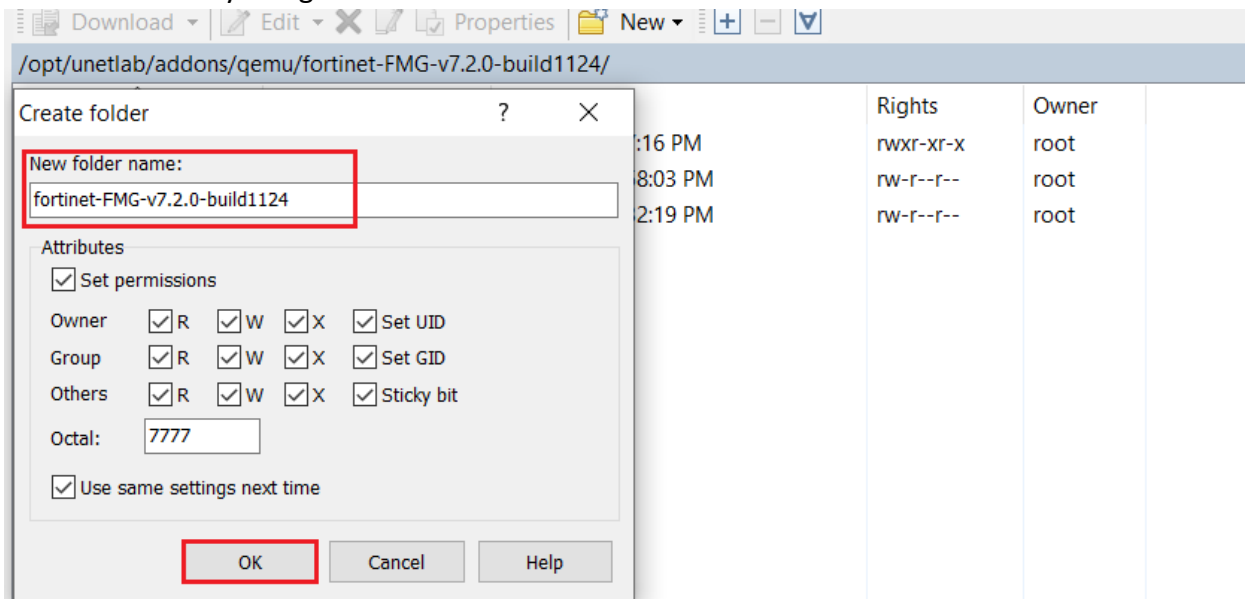 Download Edit Properties New
/opt/unetlab/addons/qemu/fortinet-FMG-v7.2.0-build1124/
Create folder ? Rights Owner
:16 PM rwxr-xr-x root
New folder name:
8:03 PM rw-r--r-- root
fortinet-FMG-v7.2.0-build1124
2:19 PM rw-r--r-- root
Attributes
Set permissions
Owner R W X Set UID
Group R W X Set GID
Others R W X Sticky bit
Octal: 7777
Use same settings next time
OK Cancel Help